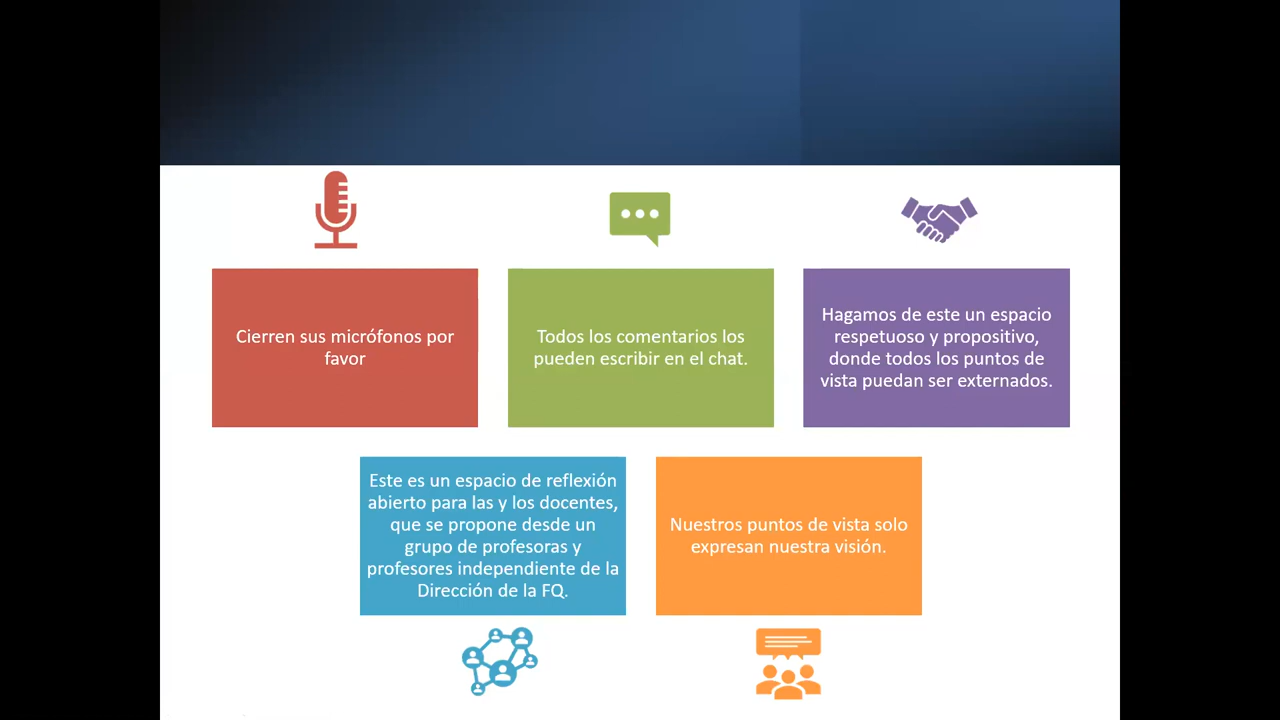 Cierren sus micrófonos por
favor
Todos los comentarios los
pueden escribir en el chat.
Hagamos de este un espacio
respetuoso y propositivo,
donde todos los puntos de
vista puedan ser externados.
Este es un espacio de reflexión
abierto para las y los docentes,
que se propone desde un
grupo de profesoras y
profesores independiente de la
Dirección de la FQ.
Nuestros puntos de vista solo
expresan nuestra visión.